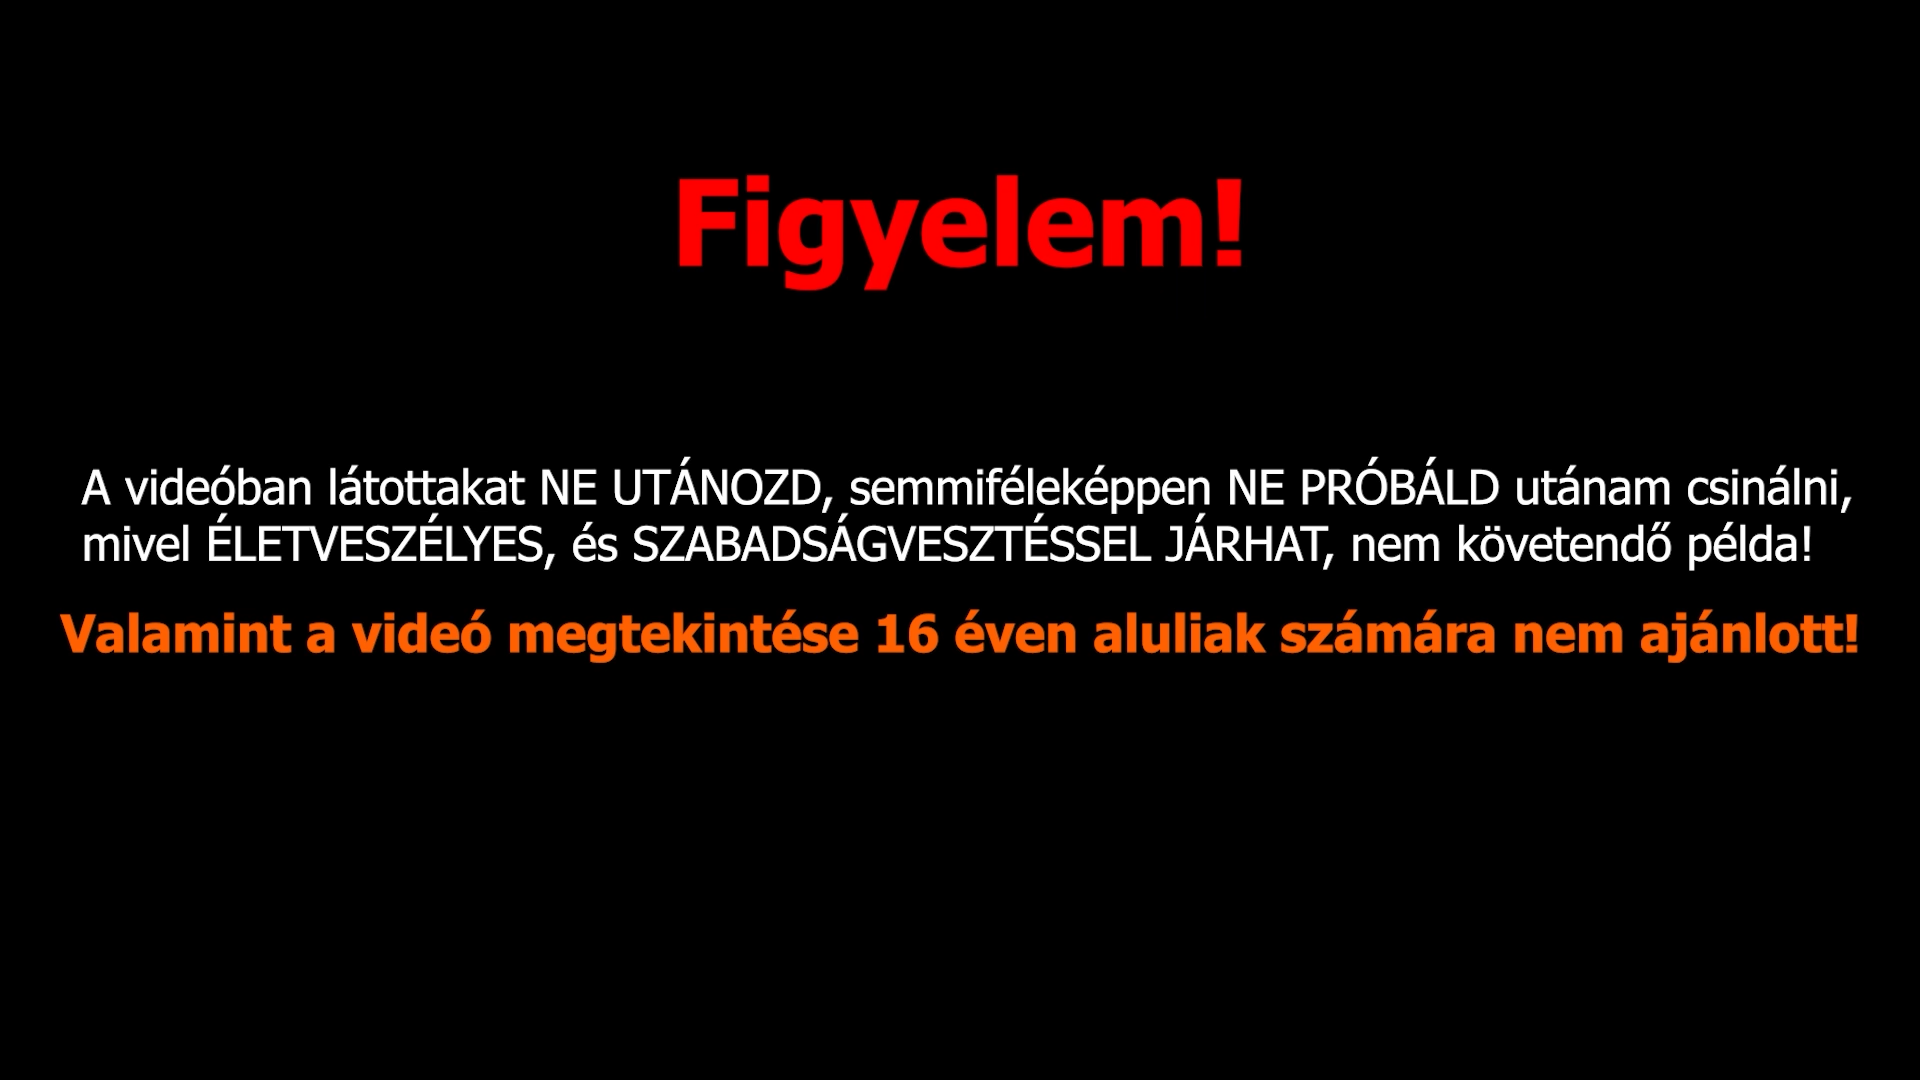 Figyelem!
A videóban látottakat NE UTÁNOZD, semmiféleképpen NE PRÓBÁLD utánam csinálni,
mivel ÉLETVESZÉLYES, és SZABADSÁGVESZTÉSSEL JÁRHAT, nem követendő példa!
Valamint a videó megtekintése 16 éven aluliak számára nem ajánlott!